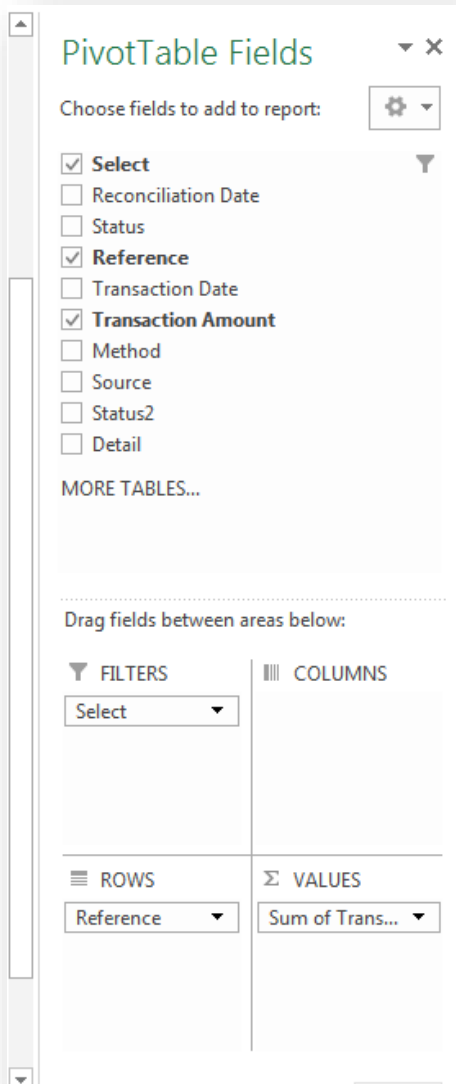 PivotTable Fields
Choose fields to add to report:
Select
Reconciliation Date
Status
Reference
Transaction Date
Transaction Amount
Method
Source
Status2
Detail
MORE TABLES...
Drag fields between areas below:
FILTERS
Select
COLUMNS
ROWS
Reference
Σ VALUES
Sum of Trans...